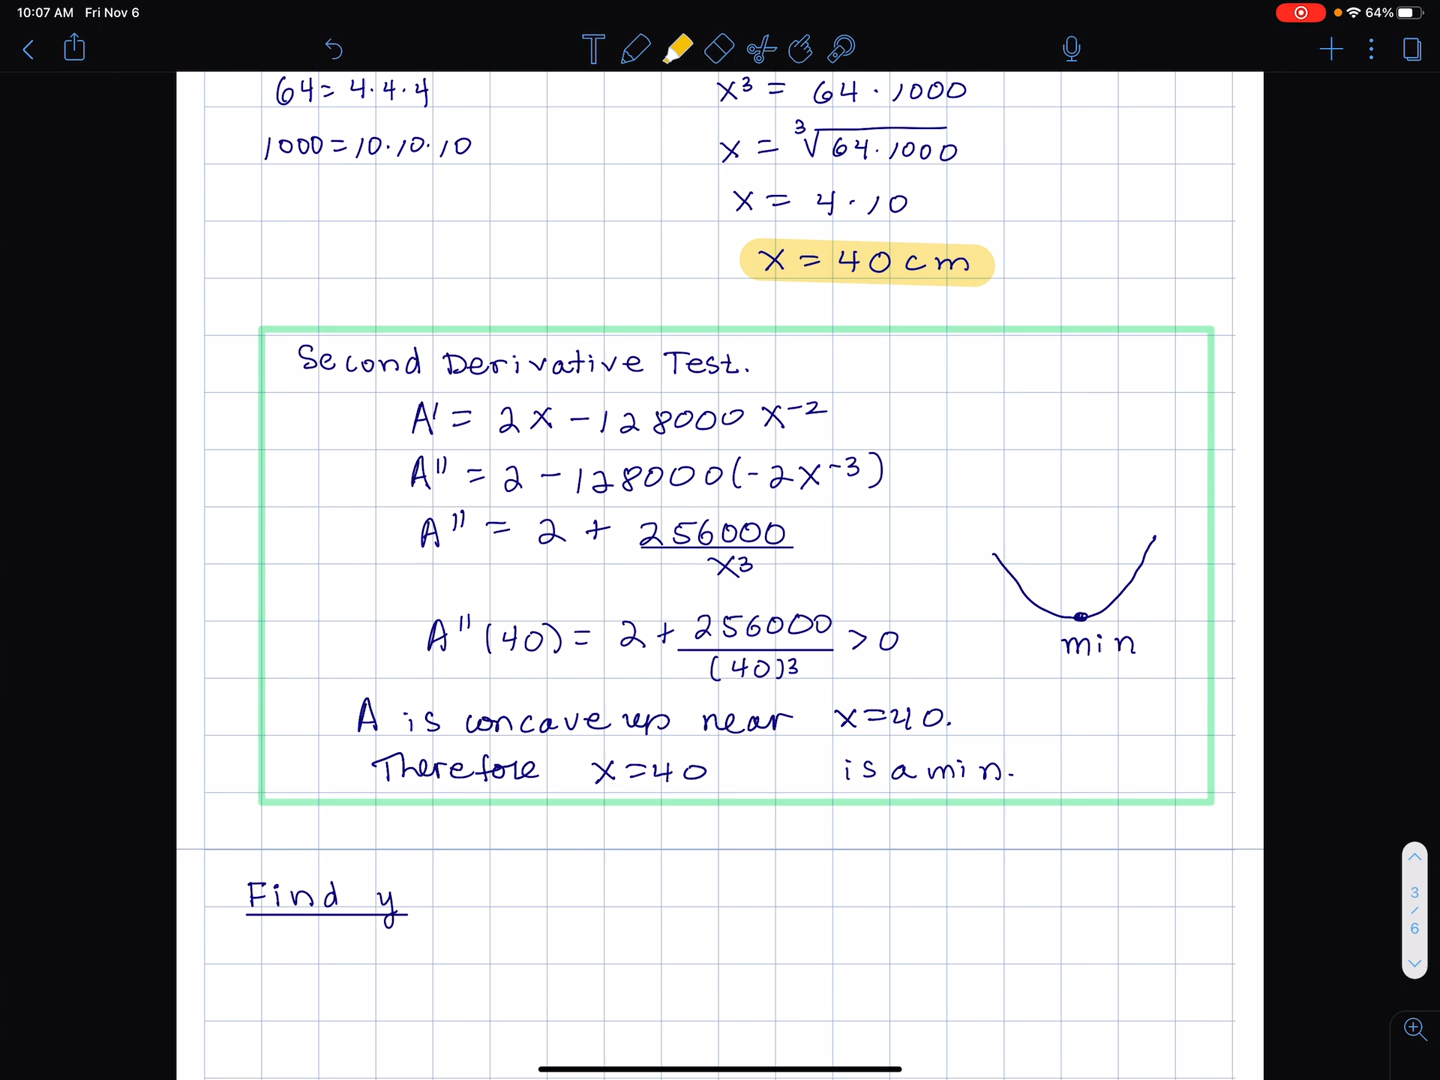 10:07 AM Fri Nov 6
64%
64 = 4·4·4
x³ = 64 · 1000
1000 = 10·10·10
x = ³√64·1000
x = 4 · 10
x = 40 cm
Second Derivative Test.
A' = 2x − 128000 x⁻²
A'' = 2 − 128000(−2x⁻³)
A'' = 2 + 256000/x³
A''(40) = 2 + 256000/(40)³ > 0
min
A is concave up near x=40.
Therefore x=40 is a min.
3
/
6
Find y